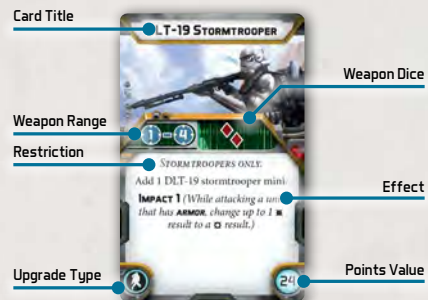 Card Title
LT-19 STORMTROOPER
Weapon Dice
Weapon Range
1 - 4
Restriction
STORMTROOPERS ONLY.
Add 1 DLT-19 stormtrooper mini
Effect
IMPACT 1 (While attacking a
that has ARMOR, change up to 1
result to a result.)
Upgrade Type
24
Points Value